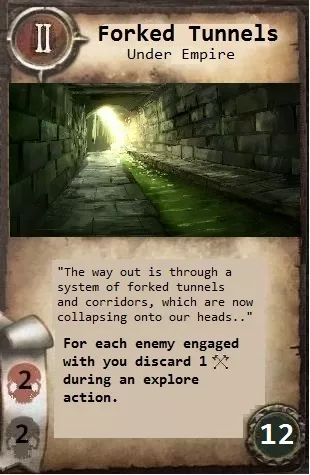 II
Forked Tunnels
Under Empire
"The way out is through a
system of forked tunnels
and corridors, which are now
collapsing onto our heads.."
For each enemy engaged
with you discard 1
during an explore
action.
2
2
12